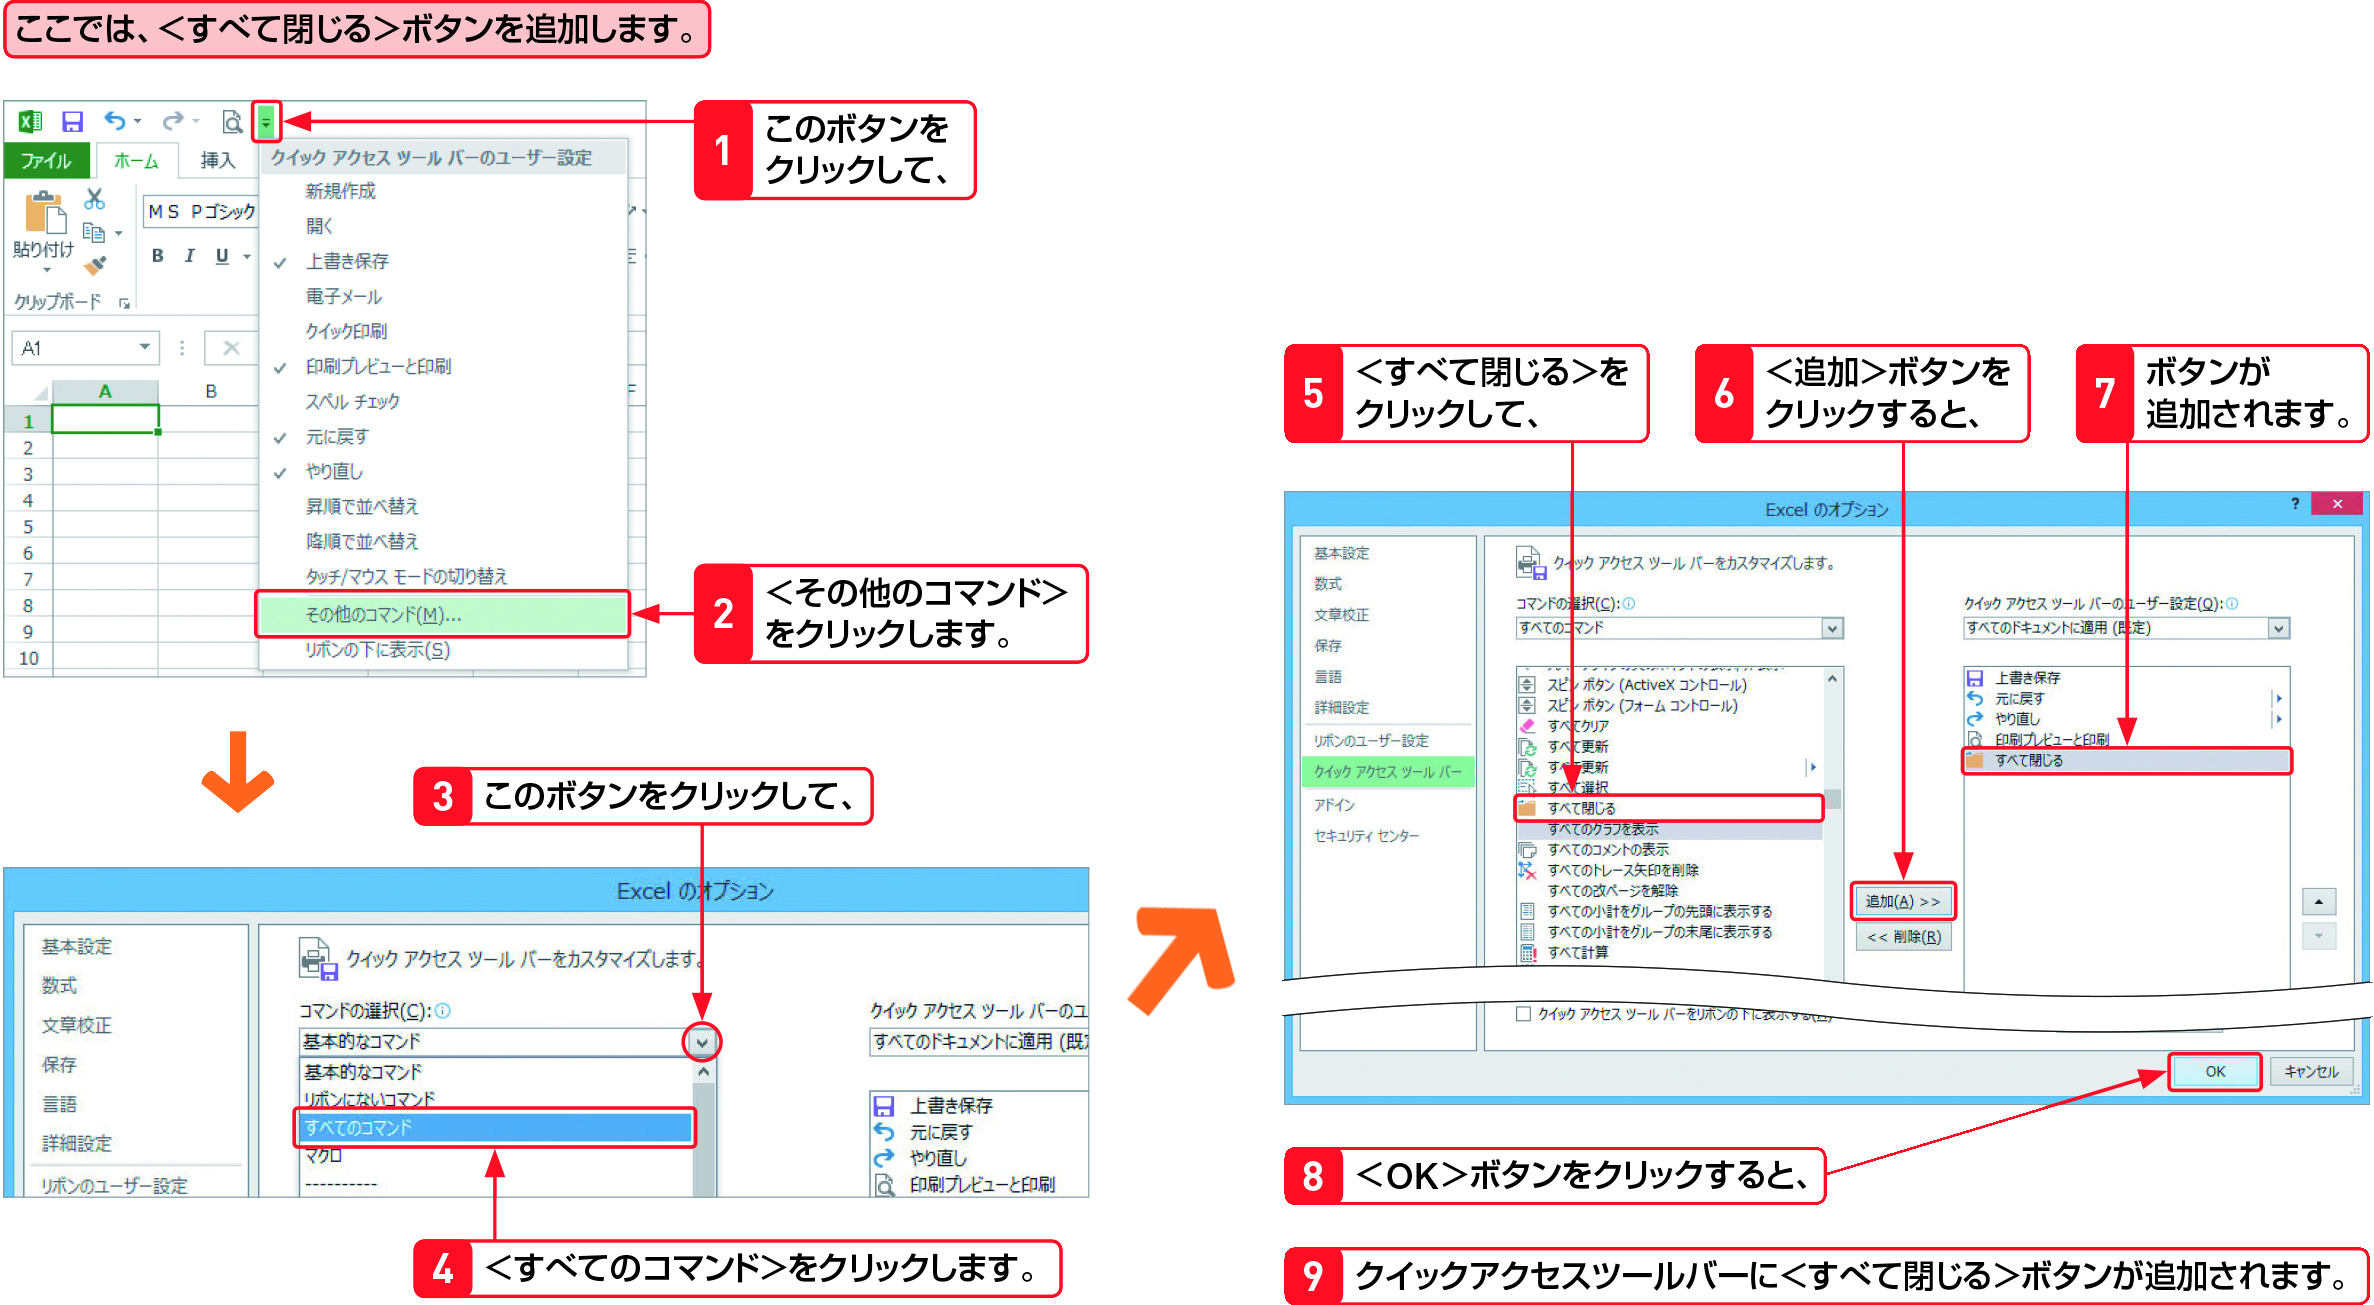 ここでは、＜すべて閉じる＞ボタンを追加します。
1 このボタンを
クリックして、
ファイル ホーム 挿入
クイック アクセス ツール バーのユーザー設定
新規作成
開く
上書き保存
電子メール
クイック印刷
印刷プレビューと印刷
スペル チェック
元に戻す
やり直し
昇順で並べ替え
降順で並べ替え
タッチ/マウス モードの切り替え
その他のコマンド(M)...
リボンの下に表示(S)
ＭＳ Ｐゴシック
貼り付け
B I U
クリップボード
A1
A B F
1
2
3
4
5
6
7
8
9
10
2 ＜その他のコマンド＞
をクリックします。
3 このボタンをクリックして、
Excel のオプション
基本設定
数式
文章校正
保存
言語
詳細設定
リボンのユーザー設定
クイック アクセス ツール バーをカスタマイズします。
コマンドの選択(C):
基本的なコマンド
基本的なコマンド
リボンにないコマンド
すべてのコマンド
マクロ
----------
クイック アクセス ツール バーのユ
すべてのドキュメントに適用 (既
上書き保存
元に戻す
やり直し
印刷プレビューと印刷
4 ＜すべてのコマンド＞をクリックします。
5 ＜すべて閉じる＞を
クリックして、
6 ＜追加＞ボタンを
クリックすると、
7 ボタンが
追加されます。
Excel のオプション
? ×
基本設定
数式
文章校正
保存
言語
詳細設定
リボンのユーザー設定
クイック アクセス ツール バー
アドイン
セキュリティ センター
クイック アクセス ツール バーをカスタマイズします。
コマンドの選択(C):
すべてのコマンド
スピン ボタン (ActiveX コントロール)
スピン ボタン (フォーム コントロール)
すべてクリア
すべて更新
すべて更新
すべて選択
すべて閉じる
すべてのグラフを表示
すべてのコメントの表示
すべてのトレース矢印を削除
すべての改ページを解除
すべての小計をグループの先頭に表示する
すべての小計をグループの末尾に表示する
すべて計算
追加(A) >>
<< 削除(R)
クイック アクセス ツール バーのユーザー設定(Q):
すべてのドキュメントに適用 (既定)
上書き保存
元に戻す
やり直し
印刷プレビューと印刷
すべて閉じる
クイック アクセス ツール バーをリボンの下に表示する(H)
OK キャンセル
8 ＜OK＞ボタンをクリックすると、
9 クイックアクセスツールバーに＜すべて閉じる＞ボタンが追加されます。